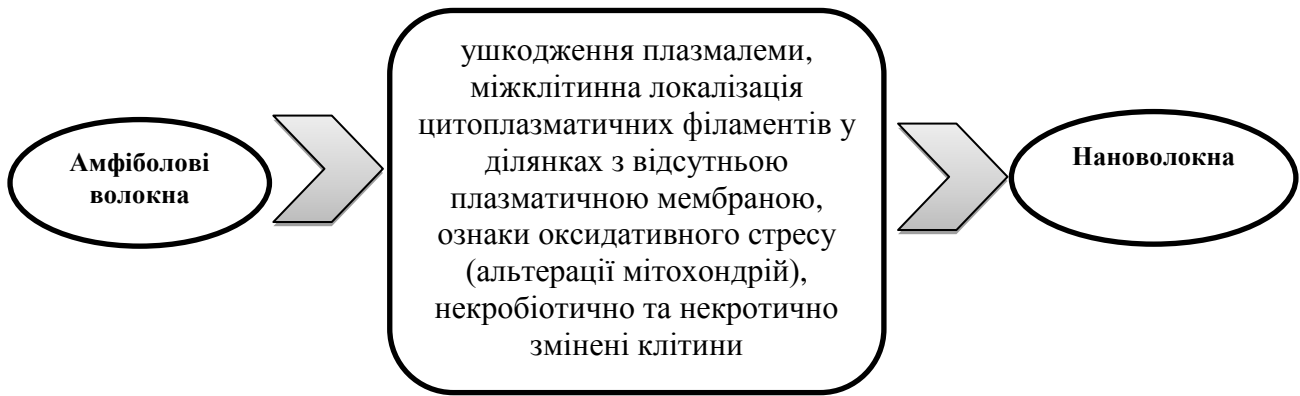 Амфіболові
волокна
ушкодження плазмалеми,
міжклітинна локалізація
цитоплазматичних філаментів у
ділянках з відсутньою
плазматичною мембраною,
ознаки оксидативного стресу
(альтерації мітохондрій),
некробіотично та некротично
змінені клітини
Нановолокна